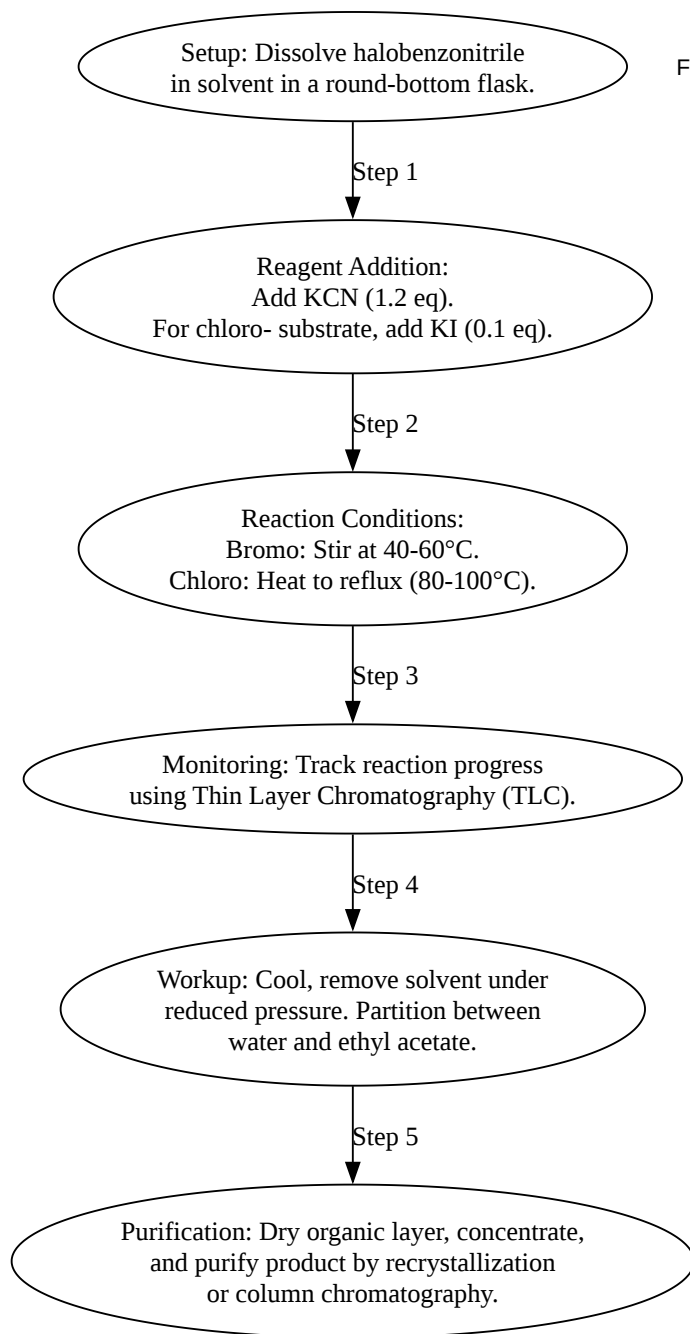 Setup: Dissolve halobenzonitrile
in solvent in a round-bottom flask.
F
Step 1
Reagent Addition:
Add KCN (1.2 eq).
For chloro- substrate, add KI (0.1 eq).
Step 2
Reaction Conditions:
Bromo: Stir at 40-60°C.
Chloro: Heat to reflux (80-100°C).
Step 3
Monitoring: Track reaction progress
using Thin Layer Chromatography (TLC).
Step 4
Workup: Cool, remove solvent under
reduced pressure. Partition between
water and ethyl acetate.
Step 5
Purification: Dry organic layer, concentrate,
and purify product by recrystallization
or column chromatography.